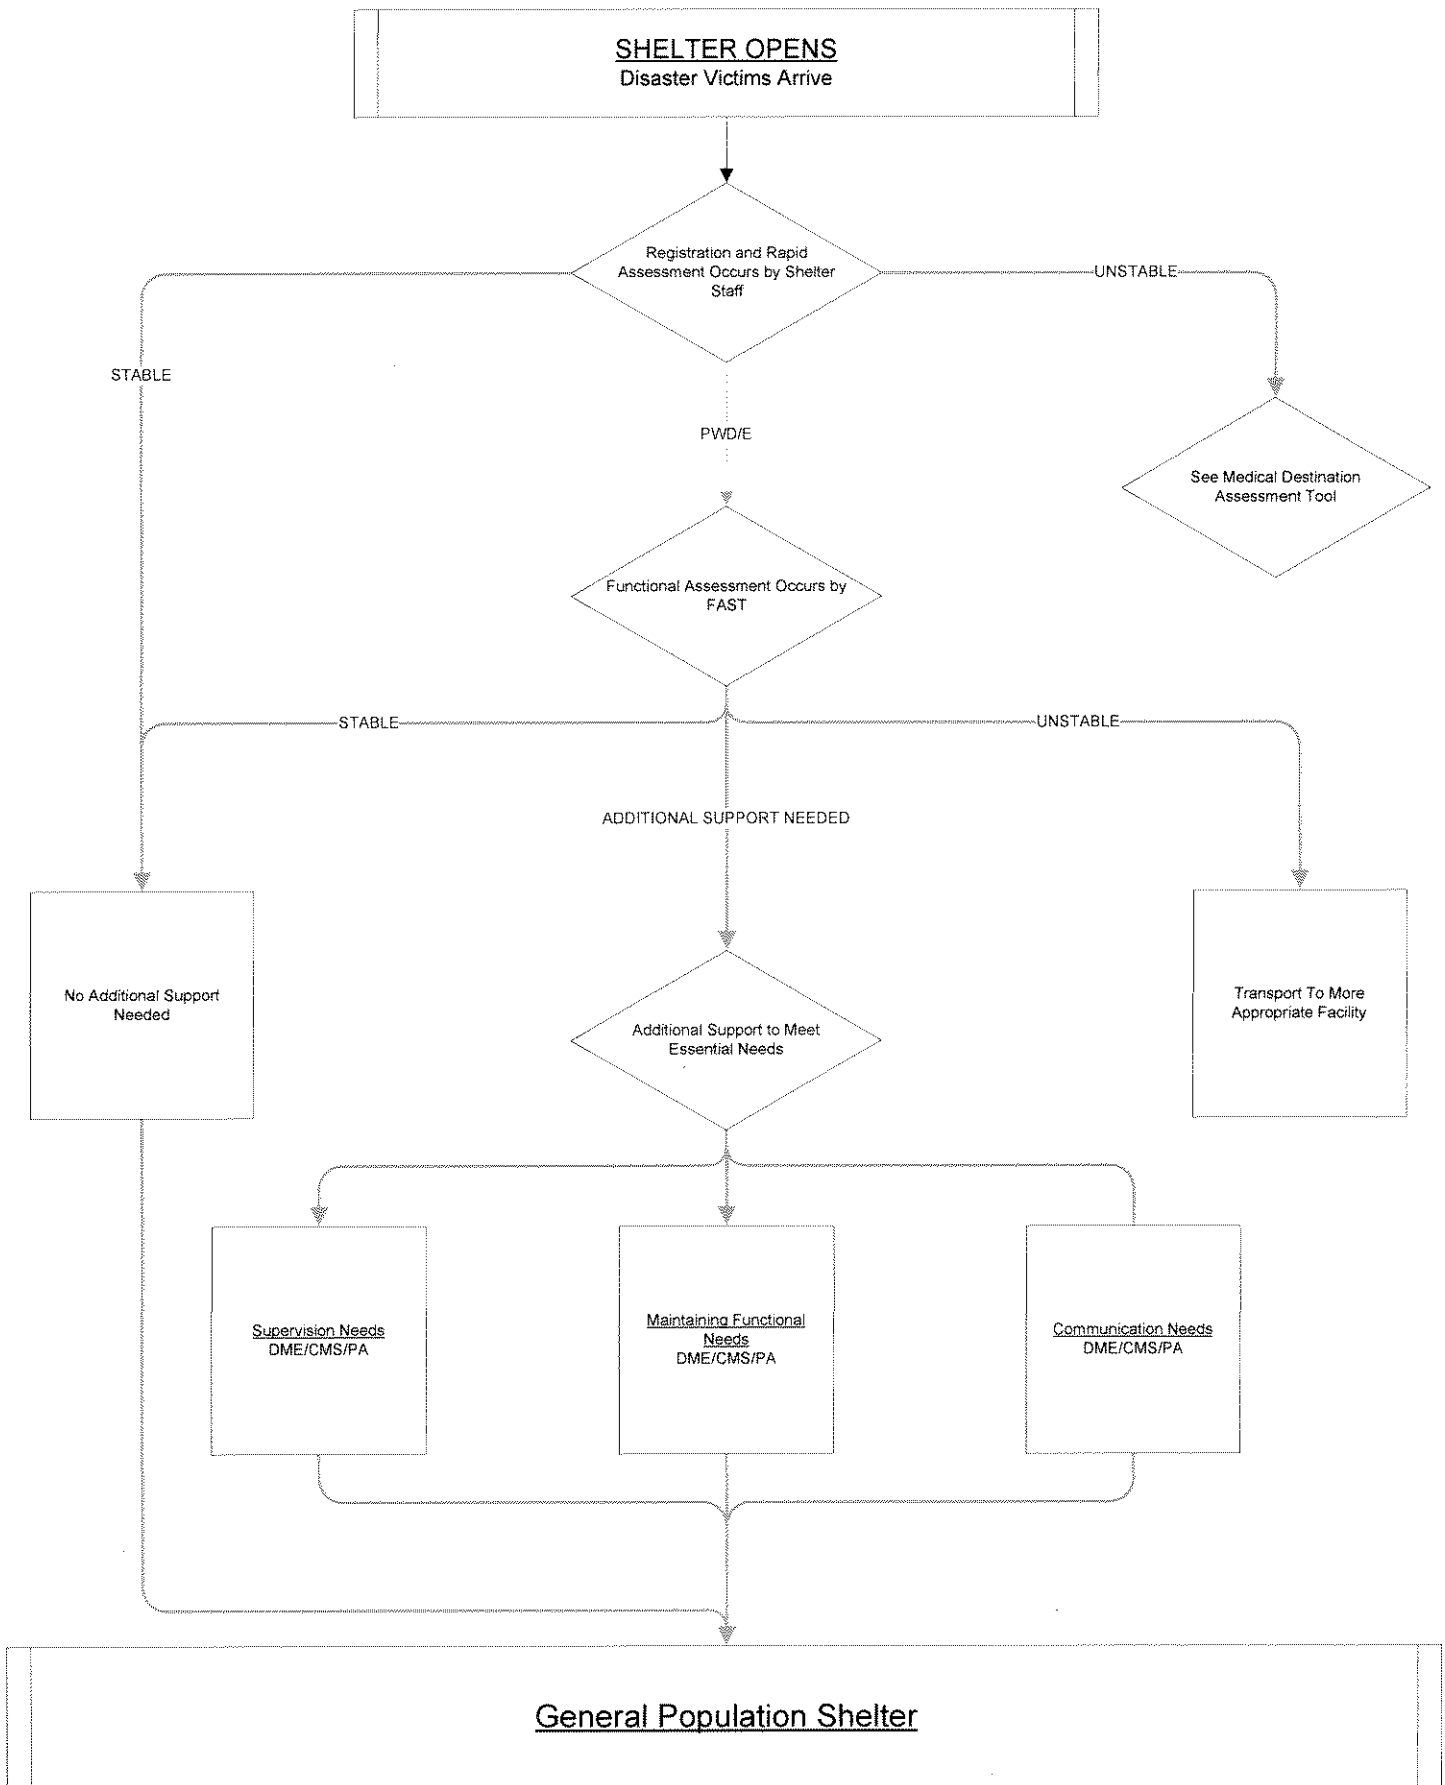 SHELTER OPENS
Disaster Victims Arrive
Registration and Rapid
Assessment Occurs by Shelter
Staff
UNSTABLE
STABLE
PWD/E
See Medical Destination
Assessment Tool
Functional Assessment Occurs by
FAST
STABLE
UNSTABLE
ADDITIONAL SUPPORT NEEDED
No Additional Support
Needed
Additional Support to Meet
Essential Needs
Transport To More
Appropriate Facility
Supervision Needs
DME/CMS/PA
Maintaining Functional
Needs
DME/CMS/PA
Communication Needs
DME/CMS/PA
General Population Shelter